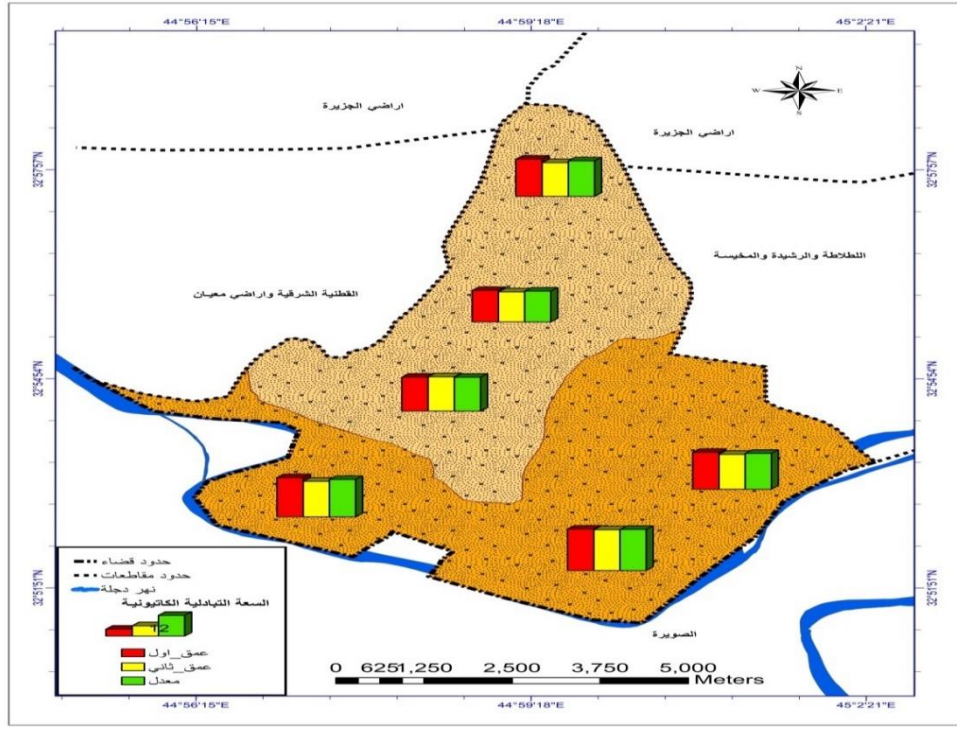 44°56'15"E 44°59'18"E 45°2'21"E
N
W E
S
اراضي الجزيرة
اراضي الجزيرة
32°57'57"N 32°57'57"N
اللطلاطة والرشيدة والمخيسة
القطنية الشرقية واراضي معيبان
32°54'54"N 32°54'54"N
حدود قضاء
حدود مقاطعات
نهر دجلة
السعة التبادلية الكاتيونية
12
عمق_اول
عمق_ثاني
معدل
32°51'51"N 32°51'51"N
الصويرة
0 6251,250 2,500 3,750 5,000
Meters
44°56'15"E 44°59'18"E 45°2'21"E